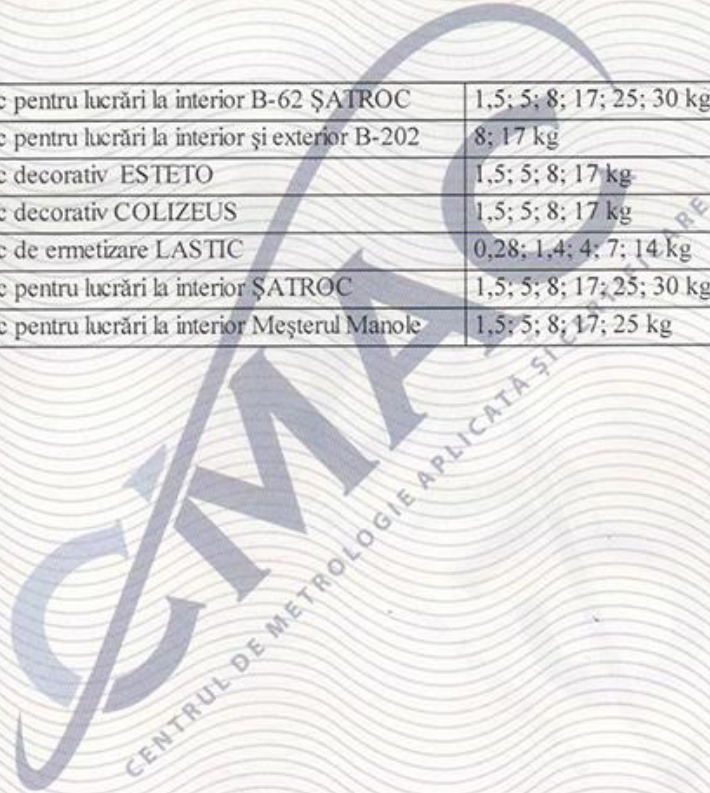 c pentru lucrări la interior B-62 ŞATROC 1,5; 5; 8; 17; 25; 30 kg
c pentru lucrări la interior şi exterior B-202 8; 17 kg
c decorativ ESTETO 1,5; 5; 8; 17 kg
c decorativ COLIZEUS 1,5; 5; 8; 17 kg
c de ermetizare LASTIC 0,28; 1,4; 4; 7; 14 kg
c pentru lucrări la interior ŞATROC 1,5; 5; 8; 17; 25; 30 kg
c pentru lucrări la interior Meşterul Manole 1,5; 5; 8; 17; 25 kg
CMAC
CENTRUL DE METROLOGIE APLICATĂ ŞI CERTIFICARE